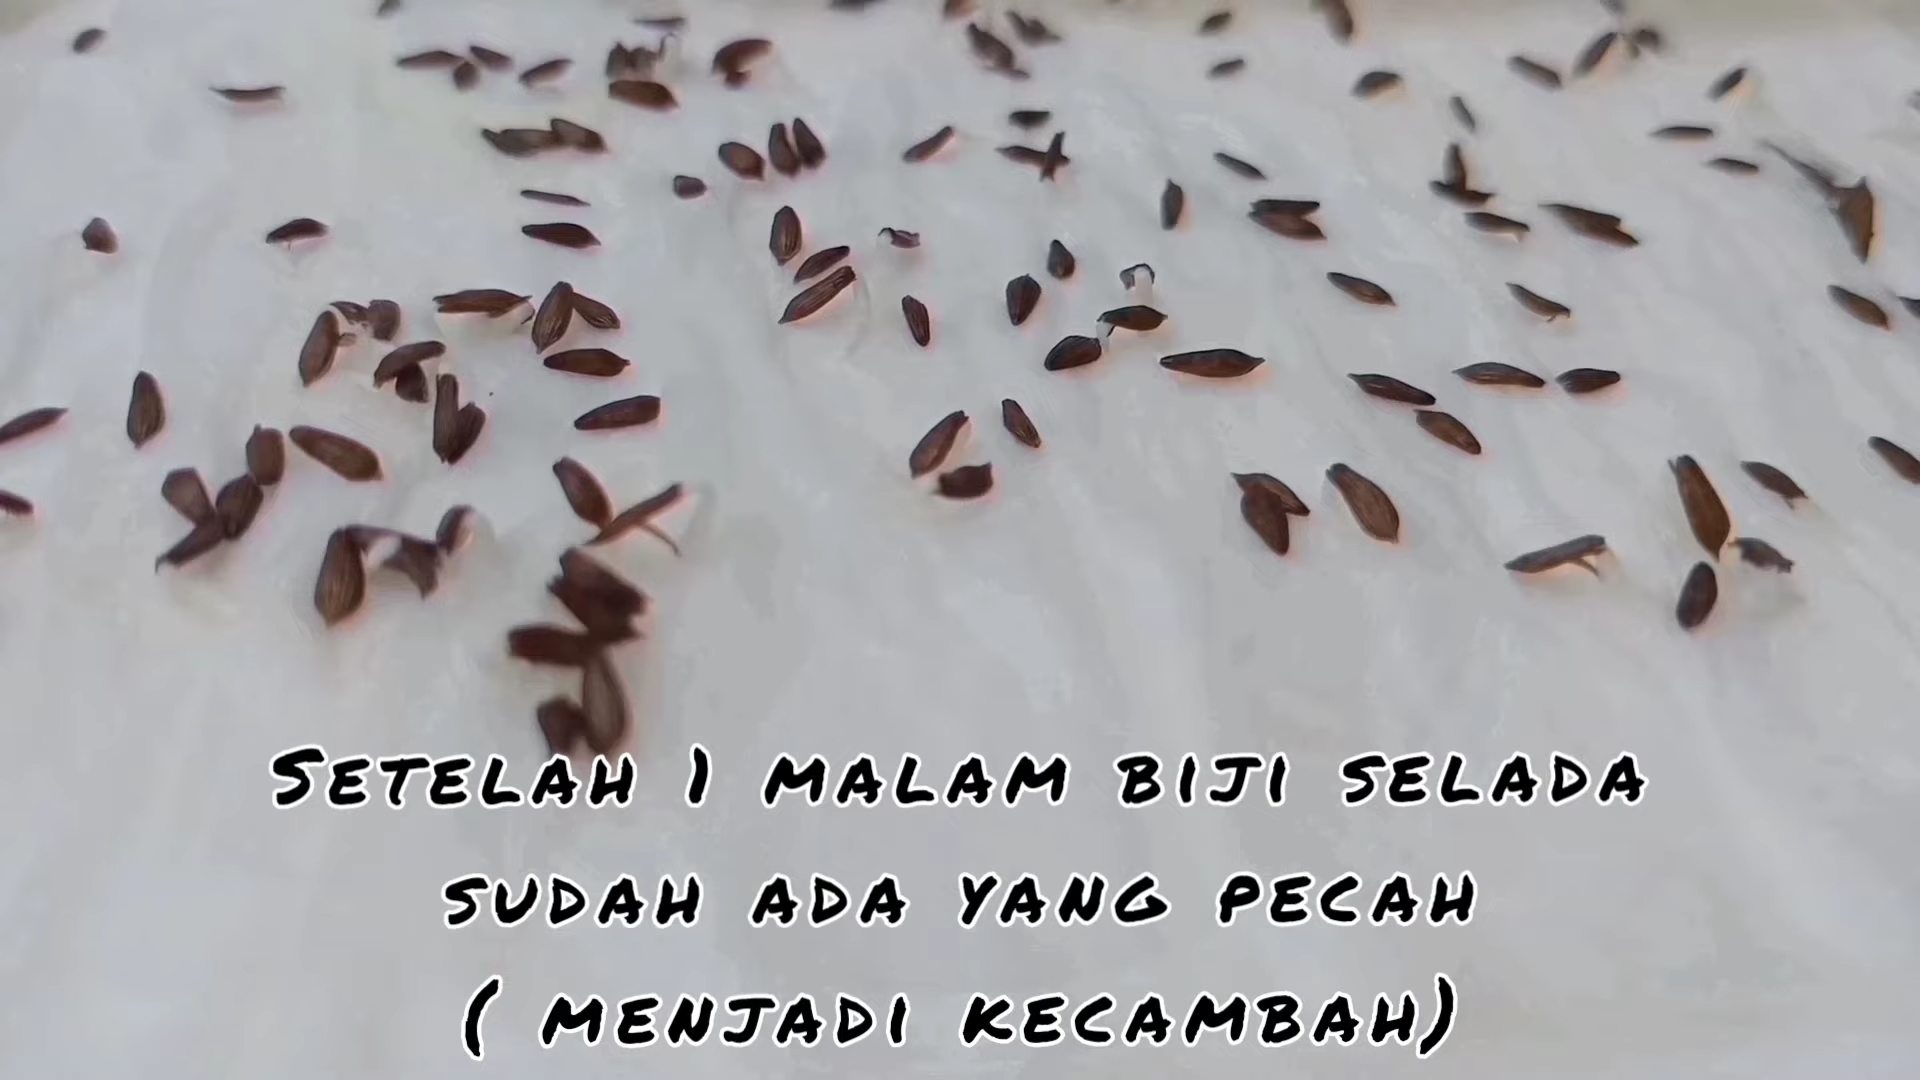 Setelah 1 malam biji selada
sudah ada yang pecah
( menjadi kecambah)